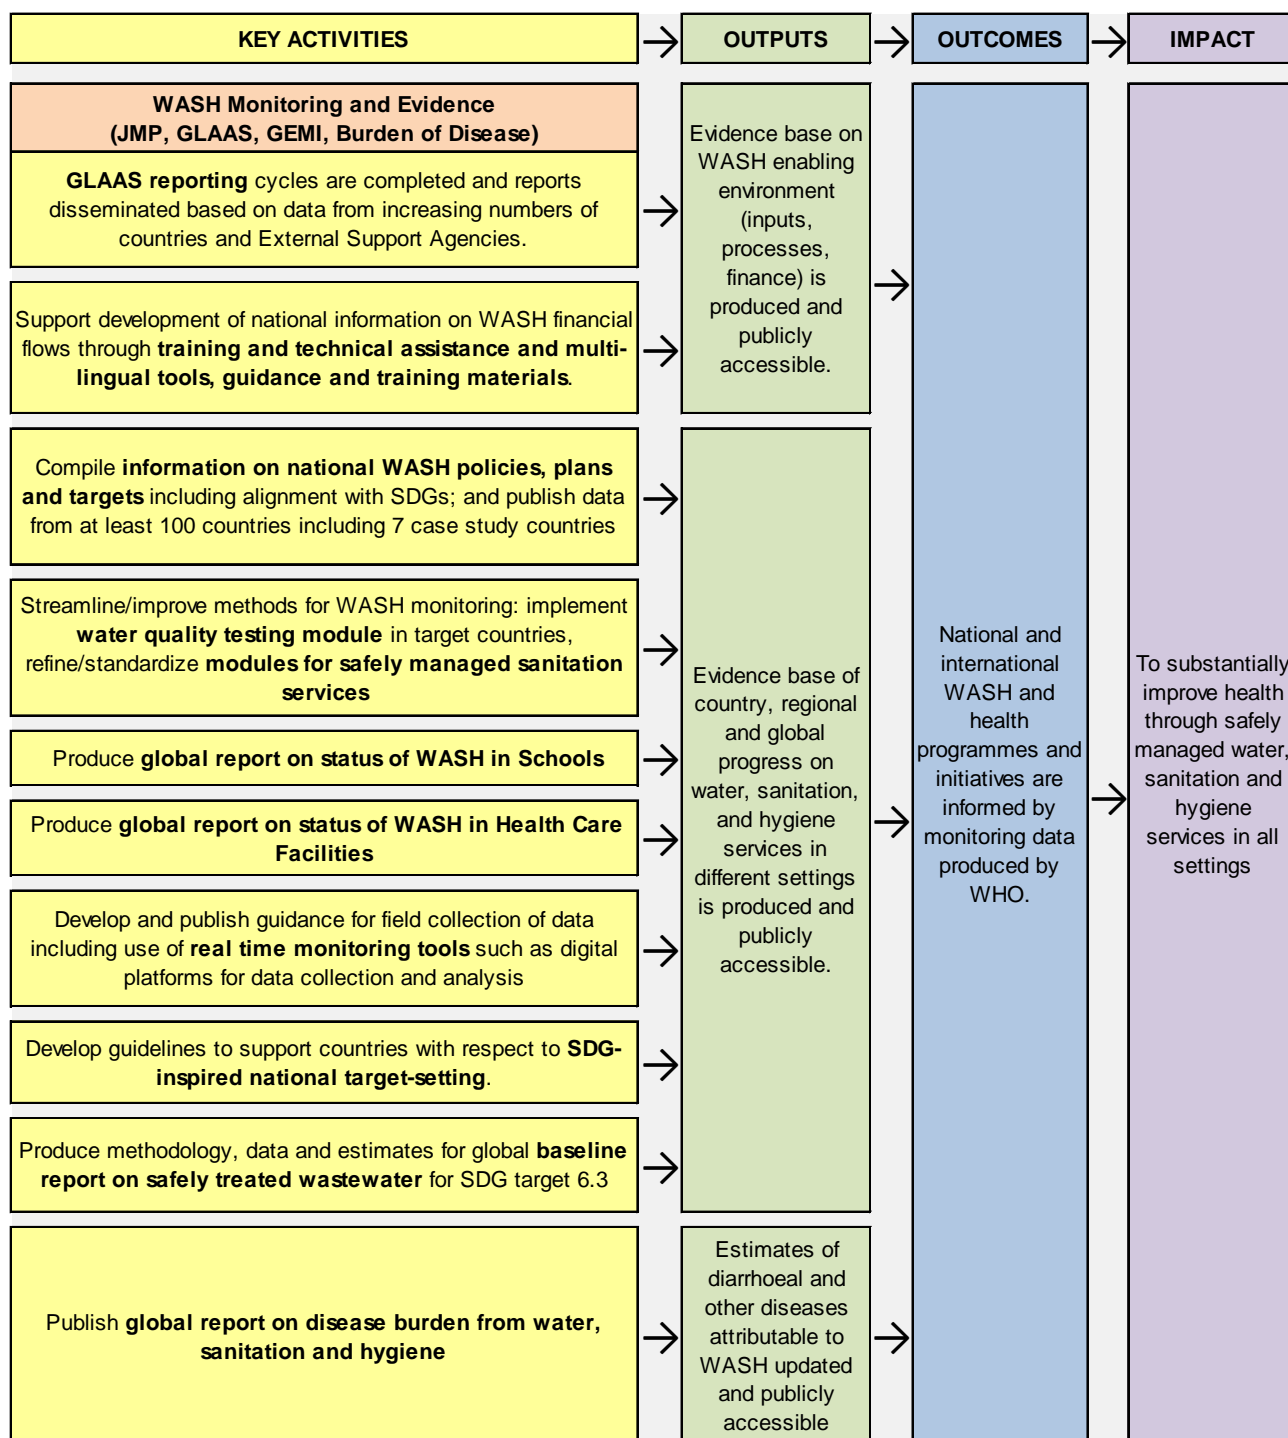 KEY ACTIVITIES
OUTPUTS
OUTCOMES
IMPACT
WASH Monitoring and Evidence
(JMP, GLAAS, GEMI, Burden of Disease)
GLAAS reporting cycles are completed and reports
disseminated based on data from increasing numbers of
countries and External Support Agencies.
Support development of national information on WASH financial
flows through training and technical assistance and multi-
lingual tools, guidance and training materials.
Compile information on national WASH policies, plans
and targets including alignment with SDGs; and publish data
from at least 100 countries including 7 case study countries
Streamline/improve methods for WASH monitoring: implement
water quality testing module in target countries,
refine/standardize modules for safely managed sanitation
services
Produce global report on status of WASH in Schools
Produce global report on status of WASH in Health Care
Facilities
Develop and publish guidance for field collection of data
including use of real time monitoring tools such as digital
platforms for data collection and analysis
Develop guidelines to support countries with respect to SDG-
inspired national target-setting.
Produce methodology, data and estimates for global baseline
report on safely treated wastewater for SDG target 6.3
Publish global report on disease burden from water,
sanitation and hygiene
Evidence base on
WASH enabling
environment
(inputs,
processes,
finance) is
produced and
publicly
accessible.
Evidence base of
country, regional
and global
progress on
water, sanitation,
and hygiene
services in
different settings
is produced and
publicly
accessible.
Estimates of
diarrhoeal and
other diseases
attributable to
WASH updated
and publicly
accessible
National and
international
WASH and
health
programmes and
initiatives are
informed by
monitoring data
produced by
WHO.
To substantially
improve health
through safely
managed water,
sanitation and
hygiene
services in all
settings